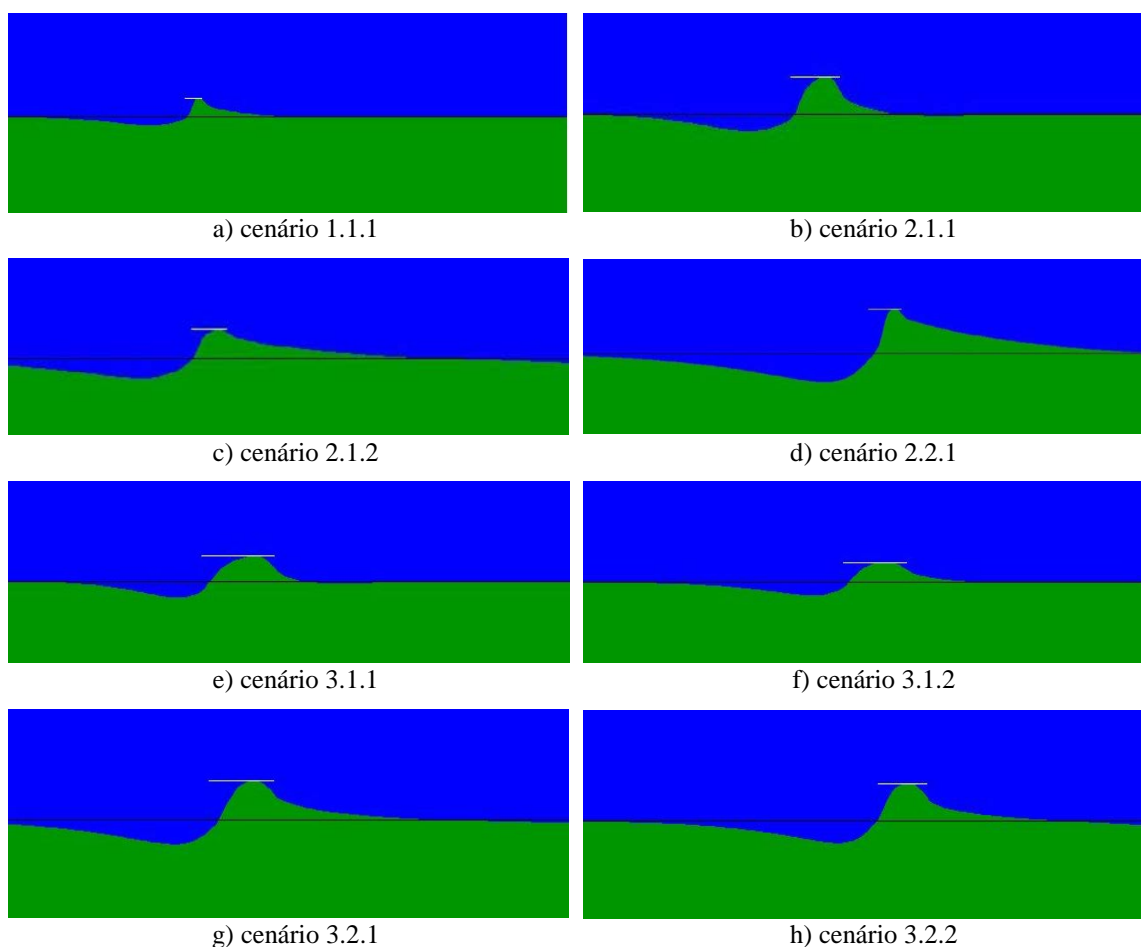 a) cenário 1.1.1
b) cenário 2.1.1
c) cenário 2.1.2
d) cenário 2.2.1
e) cenário 3.1.1
f) cenário 3.1.2
g) cenário 3.2.1
h) cenário 3.2.2